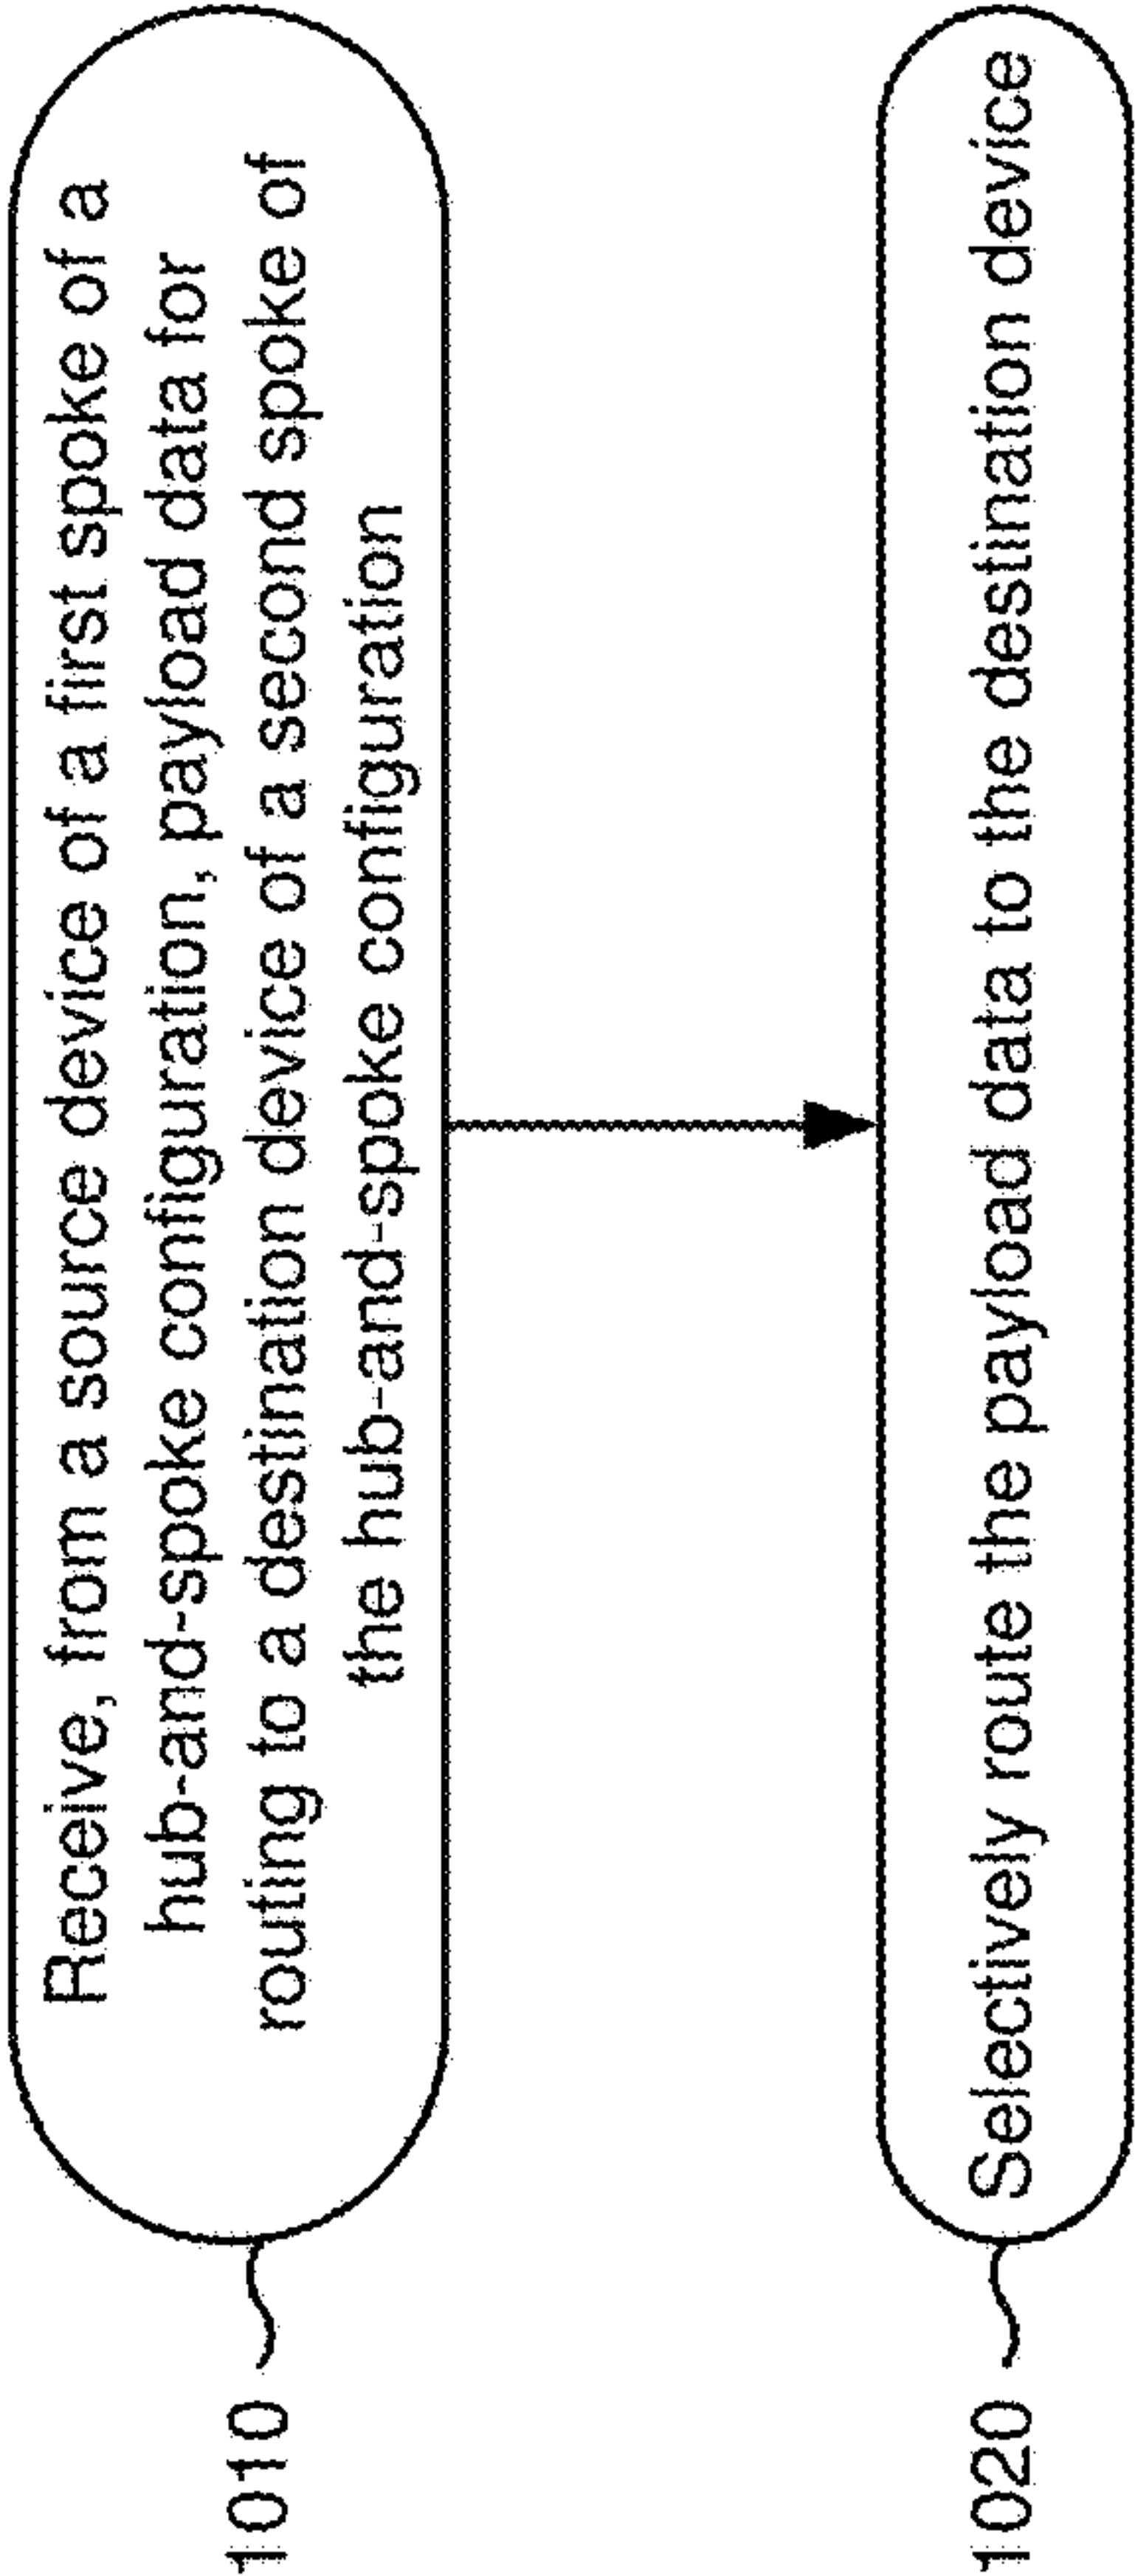 1010
Receive, from a source device of a first spoke of a
hub-and-spoke configuration, payload data for
routing to a destination device of a second spoke of
the hub-and-spoke configuration
1020
Selectively route the payload data to the destination device